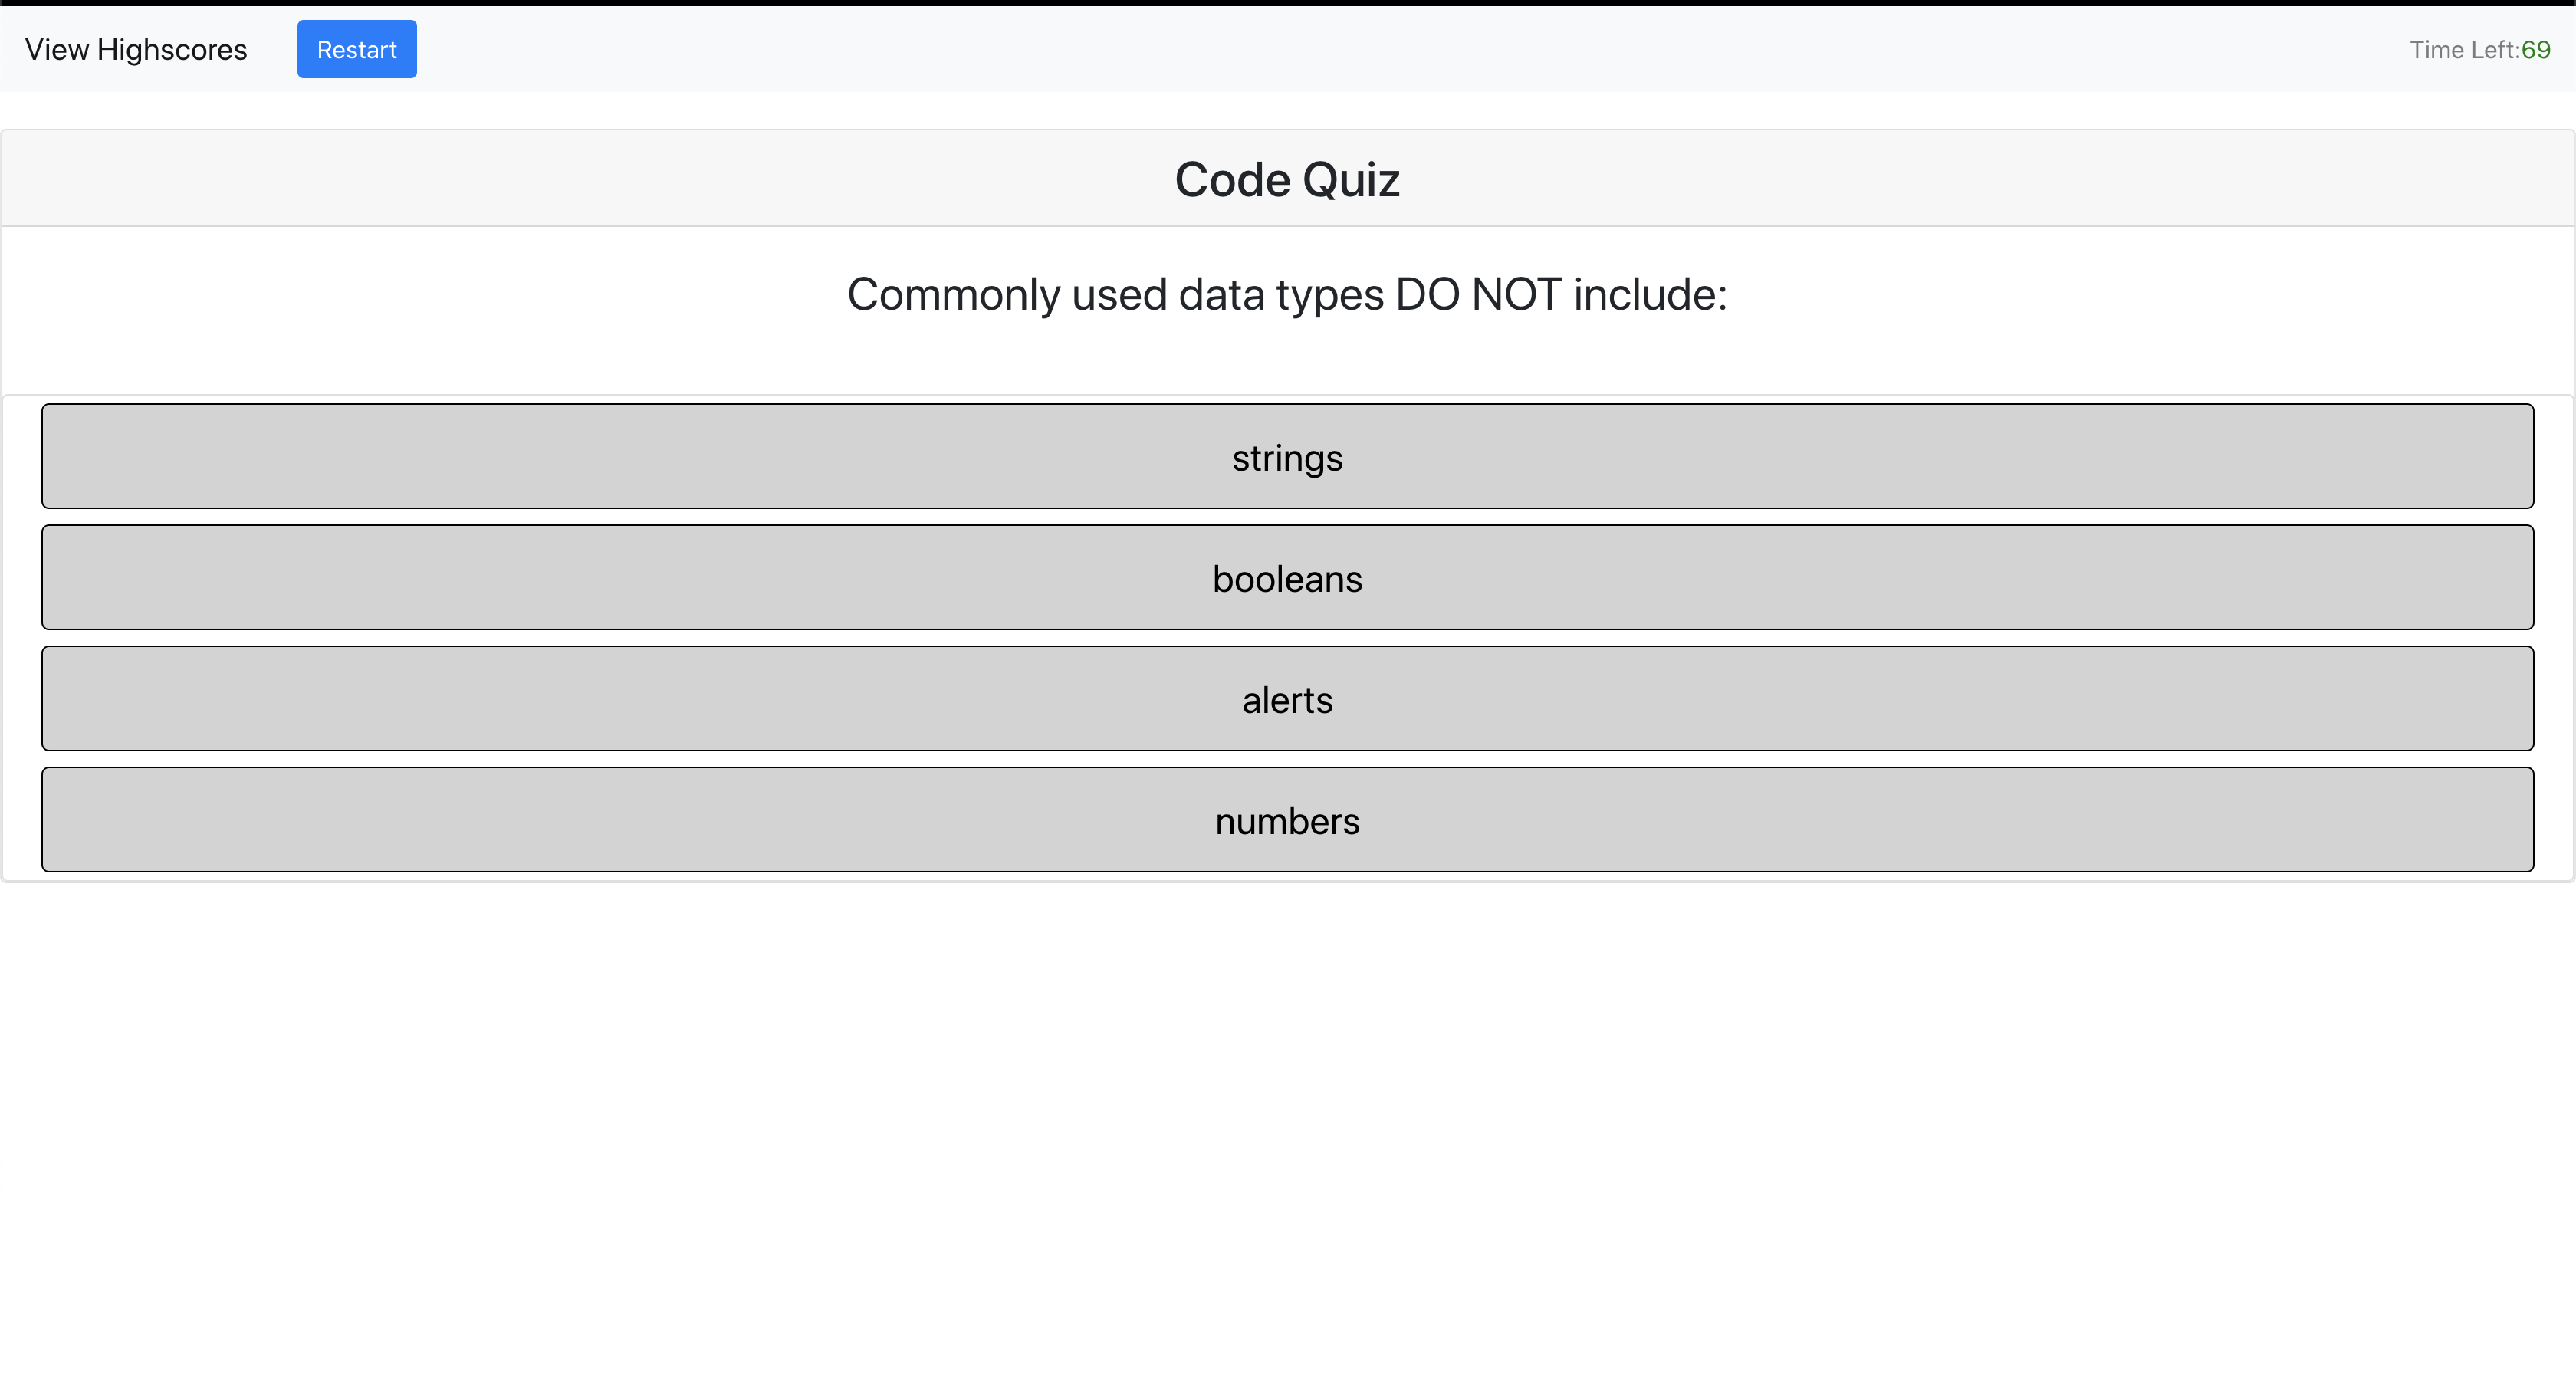 View Highscores Restart Time Left:69
Code Quiz
Commonly used data types DO NOT include:
strings
booleans
alerts
numbers